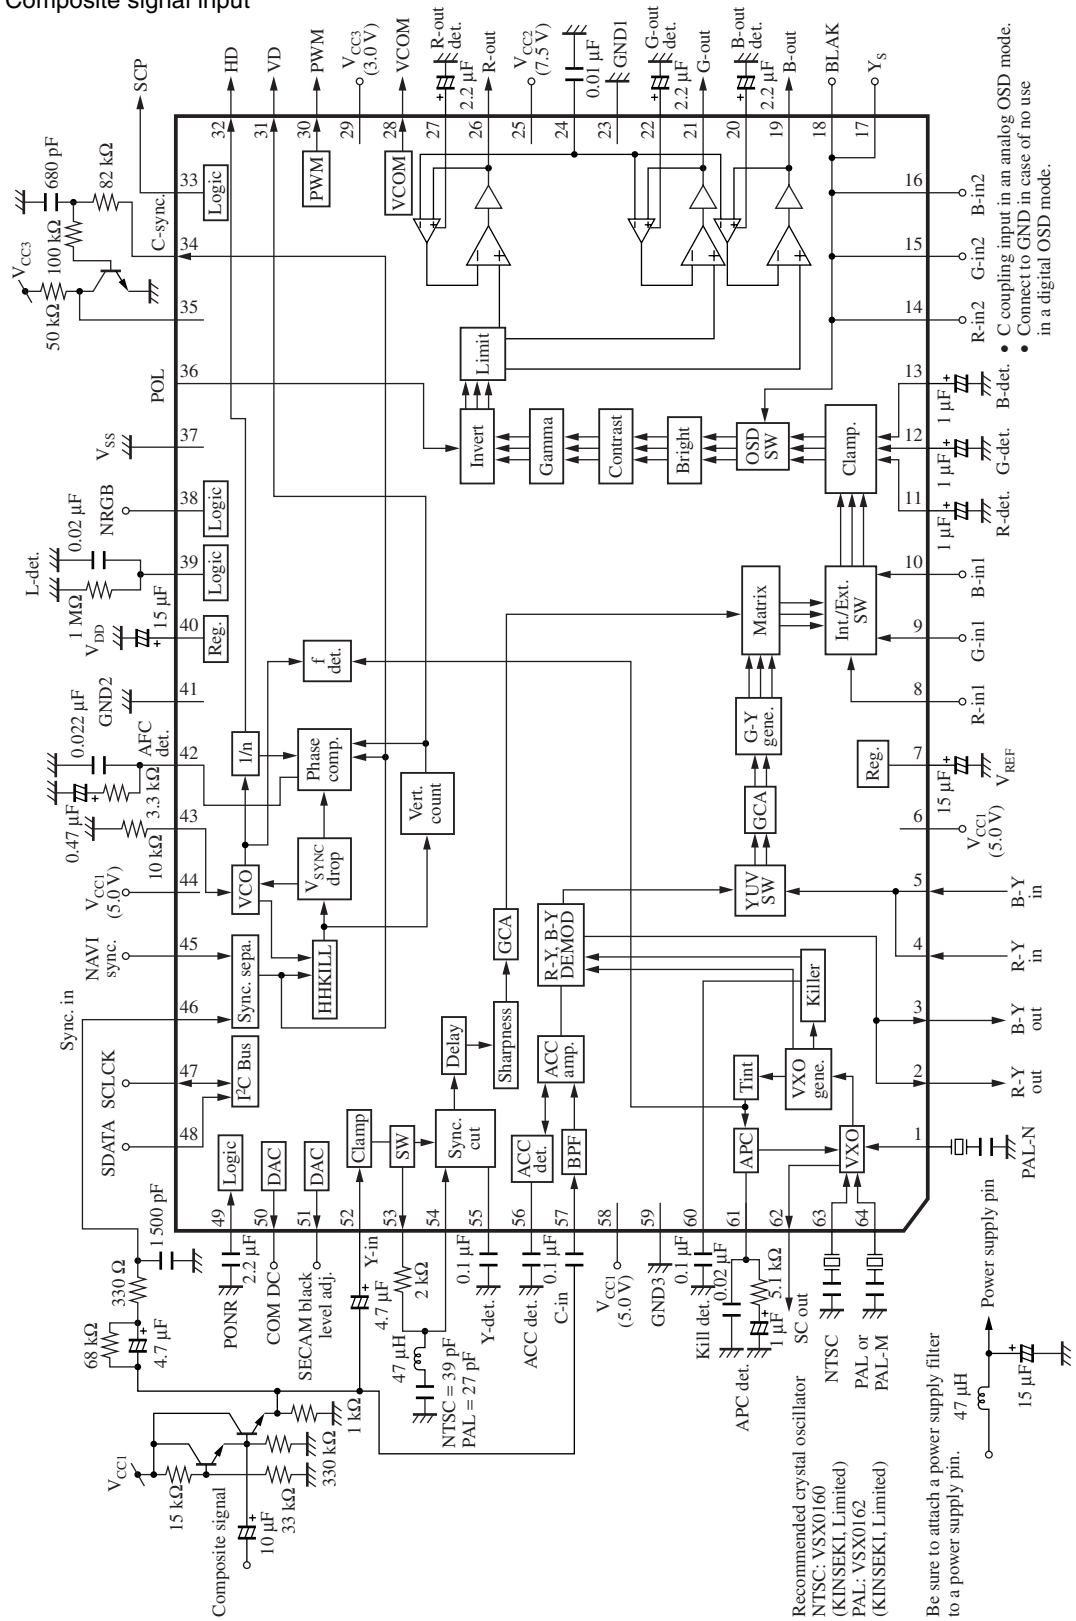 Composite signal input
SCP
HD
VD
PWM
VCC3
(3.0 V)
VCOM
R-out
det.
2.2 µF
R-out
VCC2
(7.5 V)
0.01 µF
GND1
G-out
det.
2.2 µF
G-out
B-out
det.
2.2 µF
B-out
BLAK
YS
32
31
30
29
28
27
26
25
24
23
22
21
20
19
18
17
680 pF
82 kΩ
C-sync.
100 kΩ
VCC3
50 kΩ
33
34
35
36
37
38
39
40
41
42
43
44
45
46
47
48
POL
VSS
NRGB
0.02 µF
L-det.
1 MΩ
15 µF
VDD
GND2
0.022 µF
AFC
det.
3.3 kΩ
0.47 µF
10 kΩ
VCC1
(5.0 V)
NAVI
sync.
Sync. in
SCLCK
SDATA
Logic
PWM
VCOM
Limit
Invert
Gamma
Contrast
Bright
OSD
SW
Clamp.
Logic
Logic
Reg.
f
det.
1/n
Phase
comp.
Vert.
count
VCO
VSYNC
drop
HHKILL
Sync. sepa.
I²C Bus
Matrix
Int./Ext.
SW
G-Y
gene.
GCA
YUV
SW
Reg.
GCA
R-Y, B-Y
DEMOD
Sharpness
Delay
ACC
amp.
Killer
VXO
gene.
Tint
APC
VXO
Logic
DAC
DAC
Clamp
SW
Sync.
cut
ACC
det.
BPF
16
15
14
13
12
11
10
9
8
7
6
5
4
3
2
1
B-in2
G-in2
R-in2
• C coupling input in an analog OSD mode.
• Connect to GND in case of no use
in a digital OSD mode.
1 µF
B-det.
1 µF
G-det.
1 µF
R-det.
B-in1
G-in1
R-in1
15 µF
VREF
VCC1
(5.0 V)
B-Y
in
R-Y
in
B-Y
out
R-Y
out
PAL-N
49
50
51
52
53
54
55
56
57
58
59
60
61
62
63
64
1 500 pF
330 Ω
68 kΩ
4.7 µF
2.2 µF
PONR
COM DC
SECAM black
level adj.
Y-in
4.7 µF
2 kΩ
47 µH
NTSC = 39 pF
PAL = 27 pF
0.1 µF
Y-det.
0.1 µF
ACC det.
0.1 µF
C-in
VCC1
(5.0 V)
GND3
0.1 µF
Kill det.
0.02 µF
5.1 kΩ
1 µF
APC det.
SC out
NTSC
PAL or
PAL-M
VCC1
15 kΩ
1 kΩ
330 kΩ
33 kΩ
10 µF
Composite signal
Recommended crystal oscillator
NTSC: VSX0160
(KINSEKI, Limited)
PAL: VSX0162
(KINSEKI, Limited)
Be sure to attach a power supply filter
to a power supply pin.
47 µH
15 µF
Power supply pin